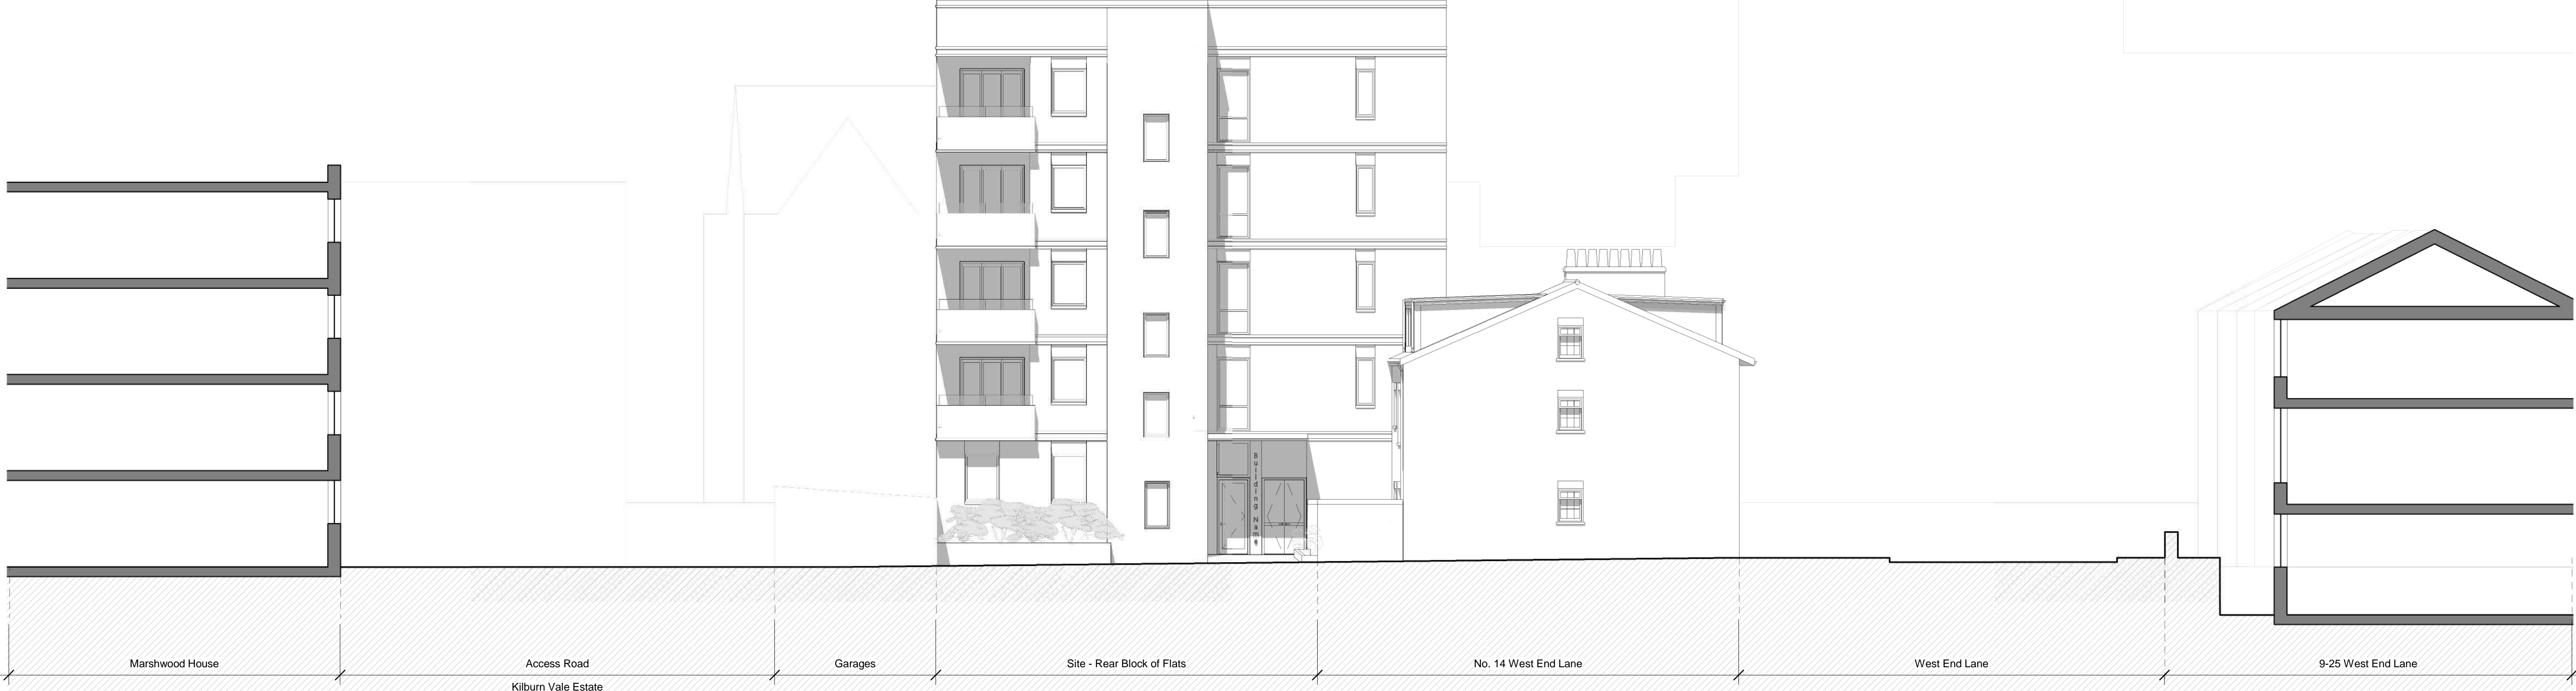 Building Name
Marshwood House
Access Road
Garages
Site - Rear Block of Flats
No. 14 West End Lane
West End Lane
9-25 West End Lane
Kilburn Vale Estate